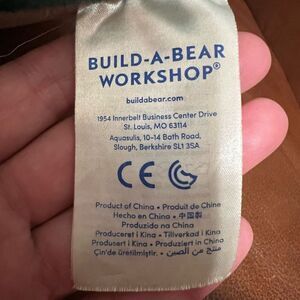 BUILD-A-BEAR
WORKSHOP®
buildabear.com
1954 Innerbelt Business Center Drive
St. Louis, MO 63114
Aquasulis, 10-14 Bath Road,
Slough, Berkshire SL1 3SA
CE
Product of China • Produit de Chine
Hecho en China • 中国製
Produzido na China
Produceret i Kina • Tillverkad i Kina
Produsert i Kina • Produziert in China
Çin'de üretilmiştir. • منتج من الصين